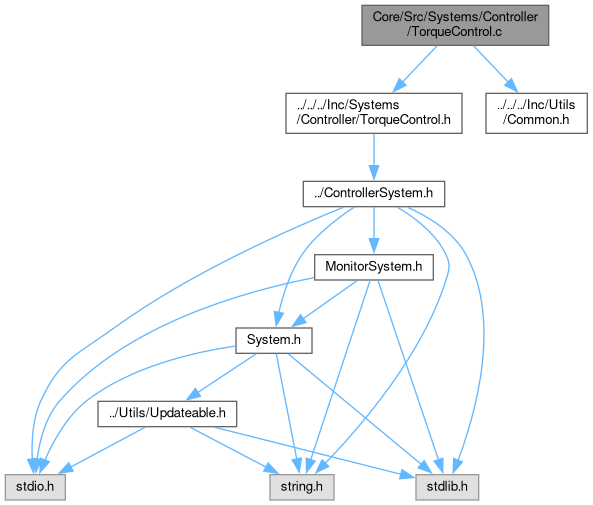 Core/Src/Systems/Controller
/TorqueControl.c
../../../Inc/Systems
/Controller/TorqueControl.h
../../../Inc/Utils
/Common.h
../ControllerSystem.h
MonitorSystem.h
System.h
../Utils/Updateable.h
stdio.h
string.h
stdlib.h